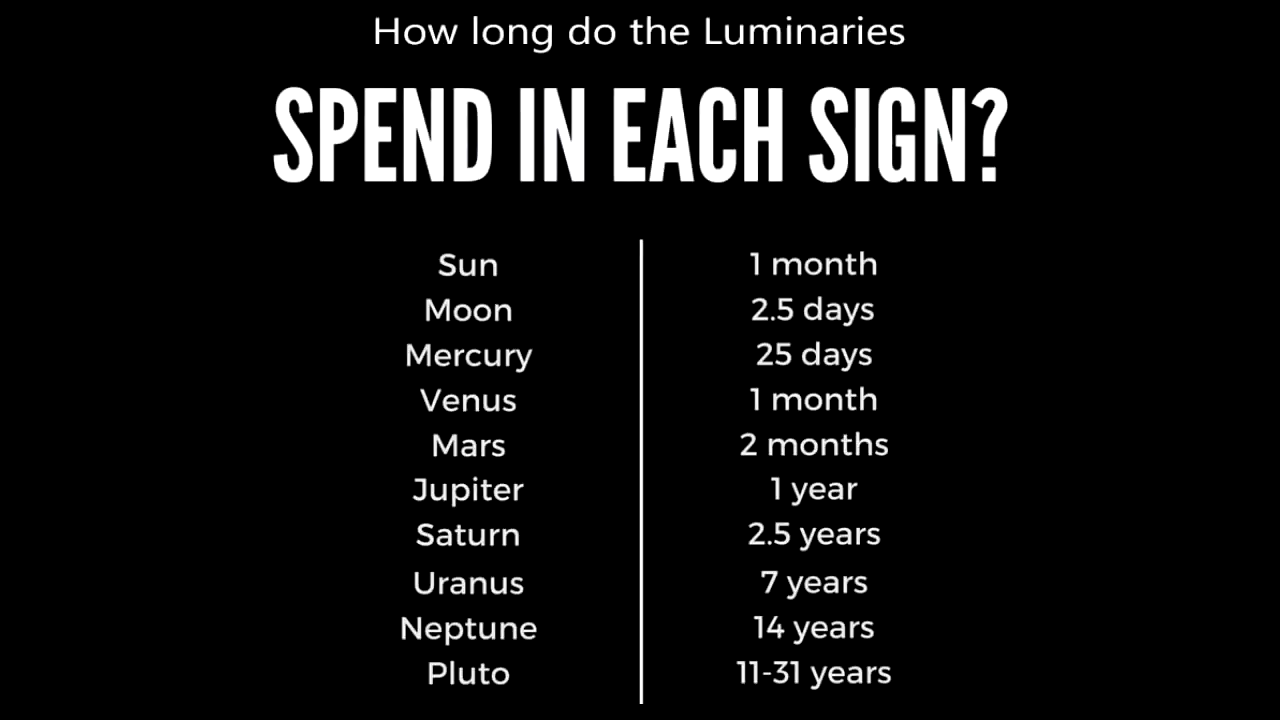 How long do the Luminaries
SPEND IN EACH SIGN?
Sun 1 month
Moon 2.5 days
Mercury 25 days
Venus 1 month
Mars 2 months
Jupiter 1 year
Saturn 2.5 years
Uranus 7 years
Neptune 14 years
Pluto 11-31 years